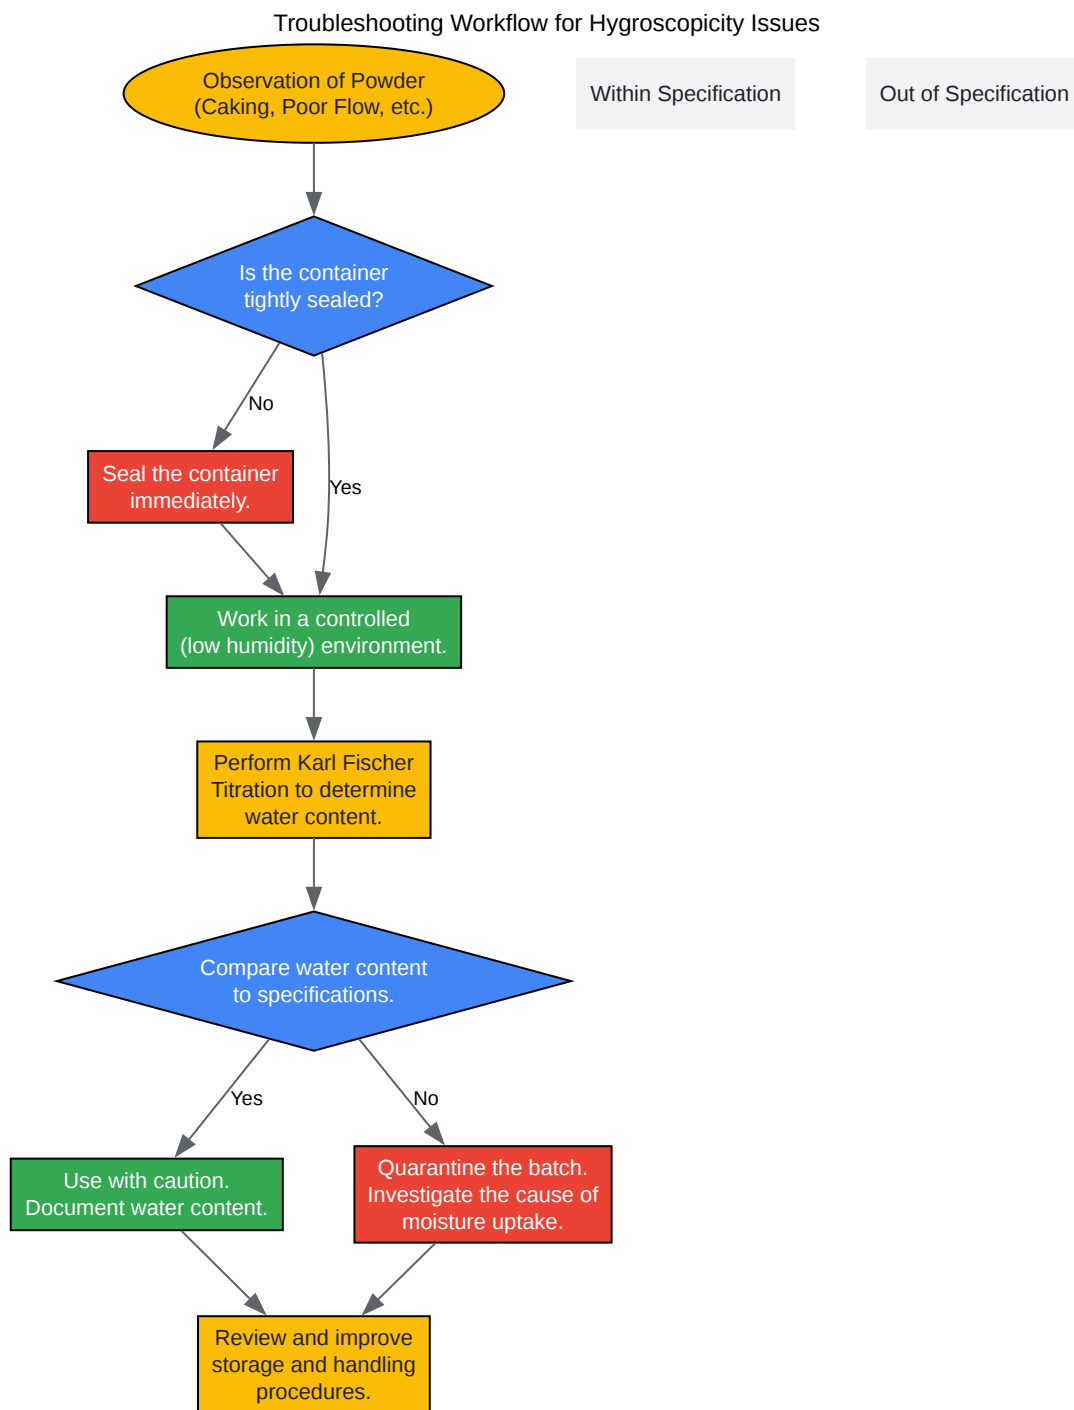 Troubleshooting Workflow for Hygroscopicity Issues
Observation of Powder
(Caking, Poor Flow, etc.)
Within Specification
Out of Specification
Is the container
tightly sealed?
No
Seal the container
immediately.
Yes
Work in a controlled
(low humidity) environment.
Perform Karl Fischer
Titration to determine
water content.
Compare water content
to specifications.
Yes
No
Use with caution.
Document water content.
Quarantine the batch.
Investigate the cause of
moisture uptake.
Review and improve
storage and handling
procedures.